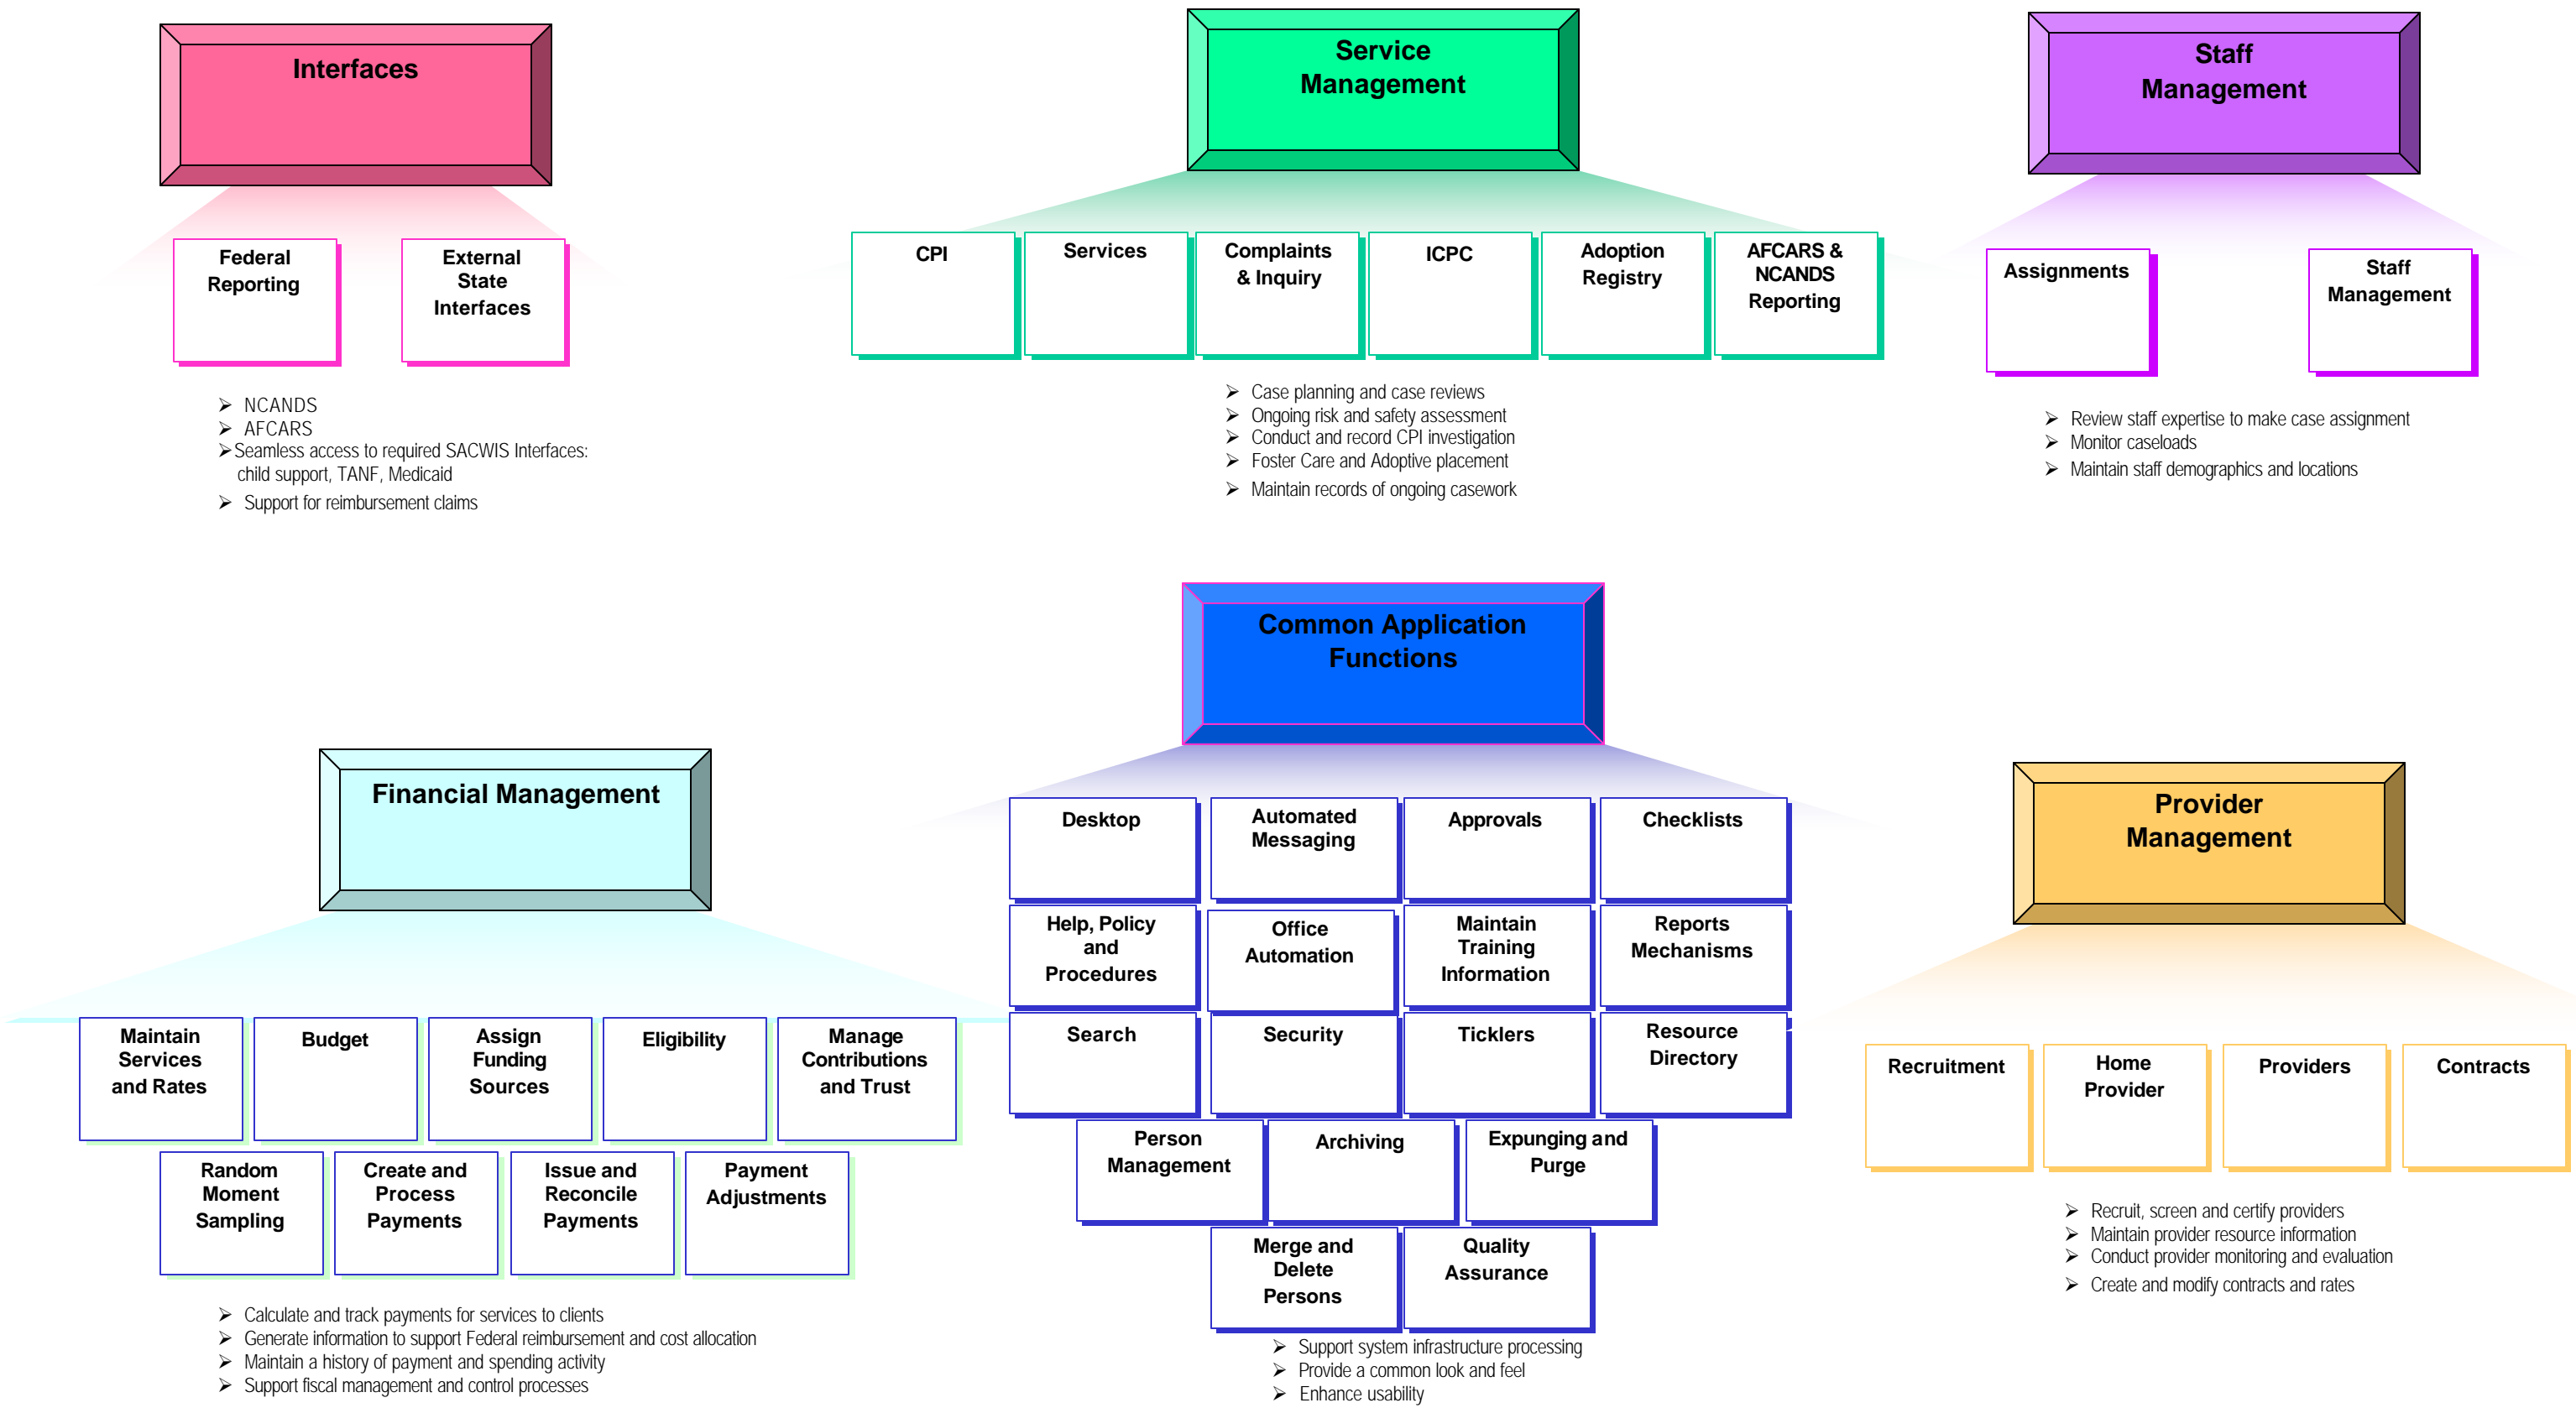 Interfaces
Federal
Reporting
External
State
Interfaces
➢ NCANDS
➢ AFCARS
➢ Seamless access to required SACWIS Interfaces:
child support, TANF, Medicaid
➢ Support for reimbursement claims
Service
Management
CPI
Services
Complaints
& Inquiry
ICPC
Adoption
Registry
AFCARS &
NCANDS
Reporting
➢ Case planning and case reviews
➢ Ongoing risk and safety assessment
➢ Conduct and record CPI investigation
➢ Foster Care and Adoptive placement
➢ Maintain records of ongoing casework
Staff
Management
Assignments
Staff
Management
➢ Review staff expertise to make case assignment
➢ Monitor caseloads
➢ Maintain staff demographics and locations
Financial Management
Maintain
Services
and Rates
Budget
Assign
Funding
Sources
Eligibility
Manage
Contributions
and Trust
Random
Moment
Sampling
Create and
Process
Payments
Issue and
Reconcile
Payments
Payment
Adjustments
➢ Calculate and track payments for services to clients
➢ Generate information to support Federal reimbursement and cost allocation
➢ Maintain a history of payment and spending activity
➢ Support fiscal management and control processes
Common Application
Functions
Desktop
Automated
Messaging
Approvals
Checklists
Help, Policy
and
Procedures
Office
Automation
Maintain
Training
Information
Reports
Mechanisms
Search
Security
Ticklers
Resource
Directory
Person
Management
Archiving
Expunging and
Purge
Merge and
Delete
Persons
Quality
Assurance
➢ Support system infrastructure processing
➢ Provide a common look and feel
➢ Enhance usability
Provider
Management
Recruitment
Home
Provider
Providers
Contracts
➢ Recruit, screen and certify providers
➢ Maintain provider resource information
➢ Conduct provider monitoring and evaluation
➢ Create and modify contracts and rates